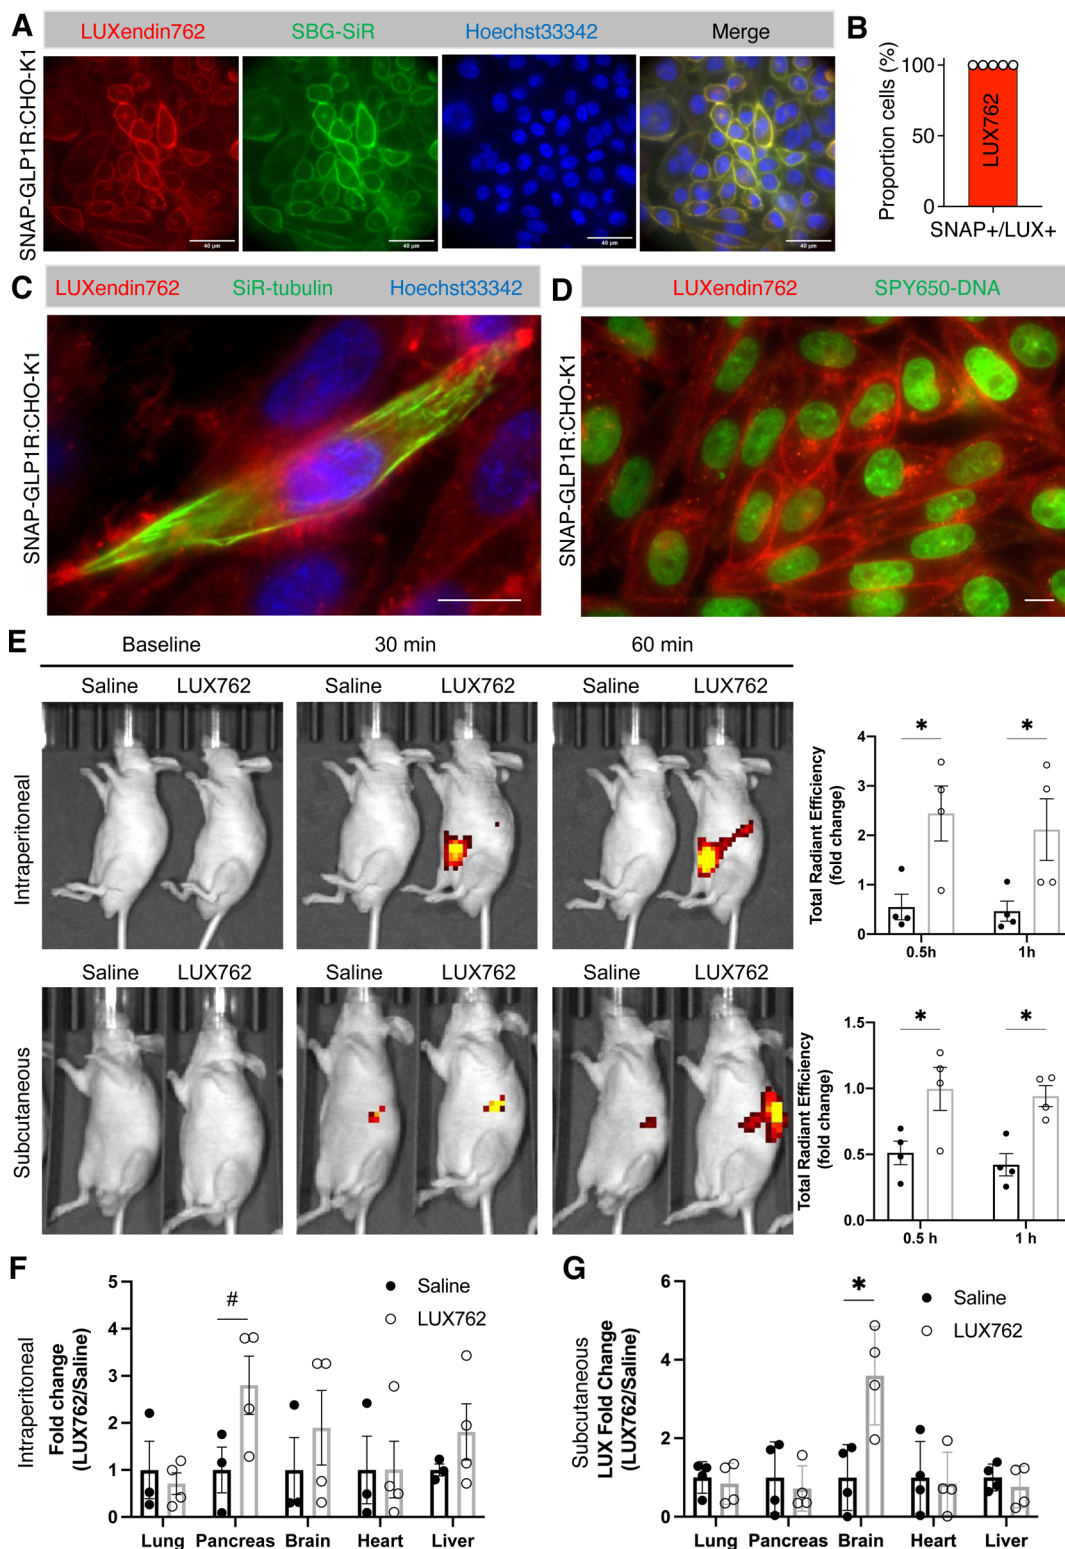 A
LUXendin762 SBG-SiR Hoechst33342 Merge
SNAP-GLP1R:CHO-K1
40 µm 40 µm 40 µm 40 µm
B
Proportion cells (%)
100
50
0
LUX762
SNAP+/LUX+
C
LUXendin762 SiR-tubulin Hoechst33342
SNAP-GLP1R:CHO-K1
D
LUXendin762 SPY650-DNA
SNAP-GLP1R:CHO-K1
E
Baseline 30 min 60 min
Saline LUX762 Saline LUX762 Saline LUX762
Intraperitoneal
Total Radiant Efficiency
(fold change)
4
3
2
1
0
* *
0.5h 1h
Saline LUX762 Saline LUX762 Saline LUX762
Subcutaneous
Total Radiant Efficiency
(fold change)
1.5
1.0
0.5
0.0
* *
0.5 h 1 h
F
Intraperitoneal
Fold change
(LUX762/Saline)
5
4
3
2
1
0
#
Saline
LUX762
Lung Pancreas Brain Heart Liver
G
Subcutaneous
LUX Fold Change
(LUX762/Saline)
6
4
2
0
*
Saline
LUX762
Lung Pancreas Brain Heart Liver